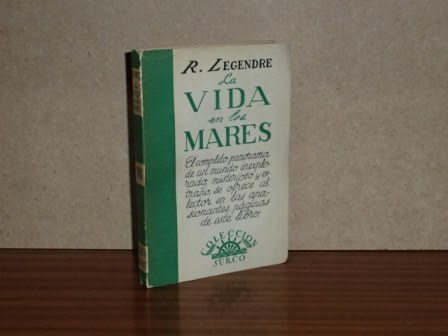 R. LEGENDRE
La
VIDA
en los
MARES
El completo panorama
de un mundo inexplo
rado, misterioso y ex
traño, se ofrece al
lector en las apa-
sionantes páginas
de este libro.
COLECCION
SURCO